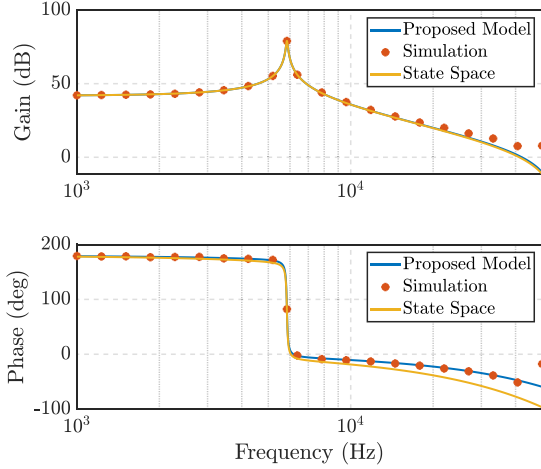 100
50
0
Gain (dB)
Proposed Model
Simulation
State Space
10^3
10^4
200
100
0
-100
Phase (deg)
Proposed Model
Simulation
State Space
10^3
10^4
Frequency (Hz)